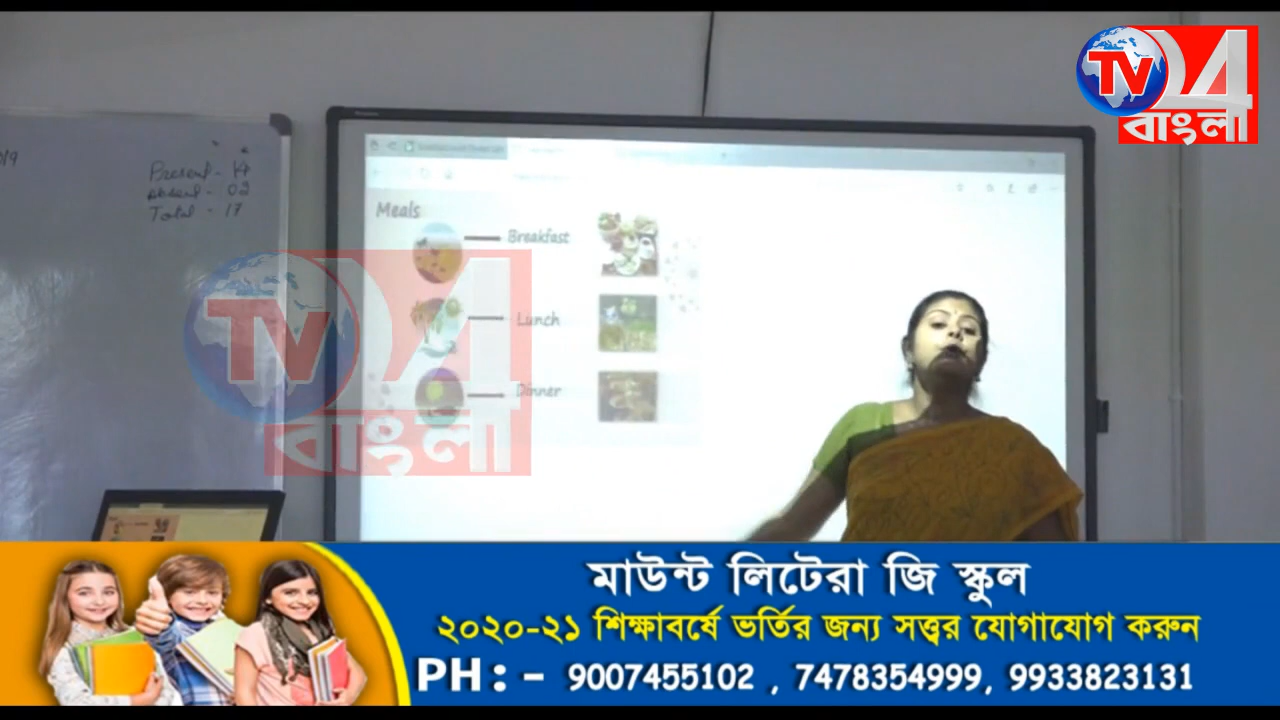 TV 24
বাংলা
Present - 14
Absent - 03
Total - 17
Meals
Breakfast
Lunch
Dinner
TV 24
বাংলা
মাউন্ট লিটেরা জি স্কুল
২০২০-২১ শিক্ষাবর্ষে ভর্তির জন্য সত্ত্বর যোগাযোগ করুন
PH : - 9007455102 , 7478354999, 9933823131